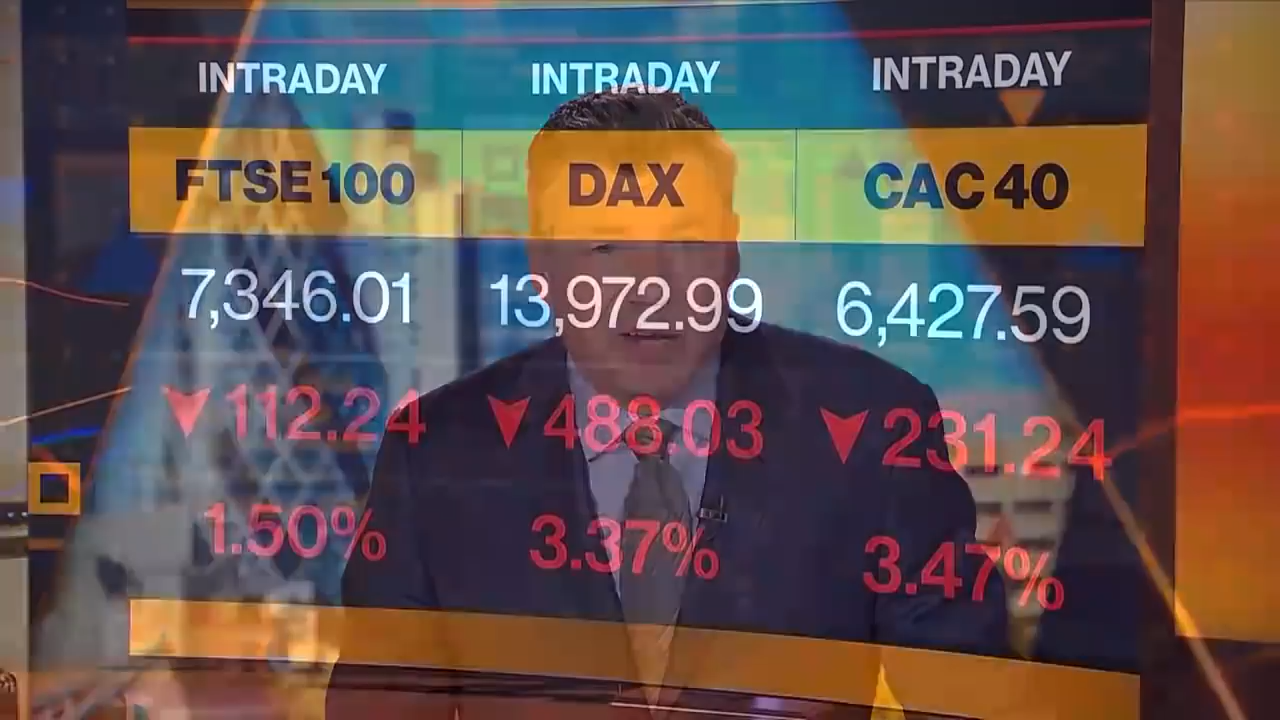 INTRADAY INTRADAY INTRADAY
FTSE 100 DAX CAC 40
7,346.01 13,972.99 6,427.59
▼112.24 ▼488.03 ▼231.24
1.50% 3.37% 3.47%